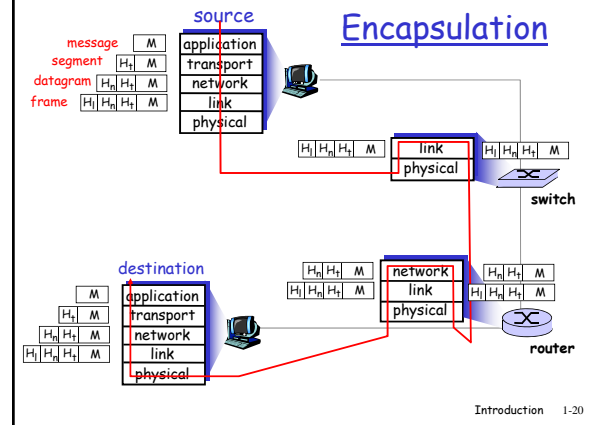 source
Encapsulation
message M
segment Ht M
datagram Hn Ht M
frame Hl Hn Ht M
application
transport
network
link
physical
Hl Hn Ht M
link
physical
Hl Hn Ht M
switch
destination
M
Ht M
Hn Ht M
Hl Hn Ht M
application
transport
network
link
physical
Hn Ht M
Hl Hn Ht M
network
link
physical
Hn Ht M
Hl Hn Ht M
router
Introduction 1-20